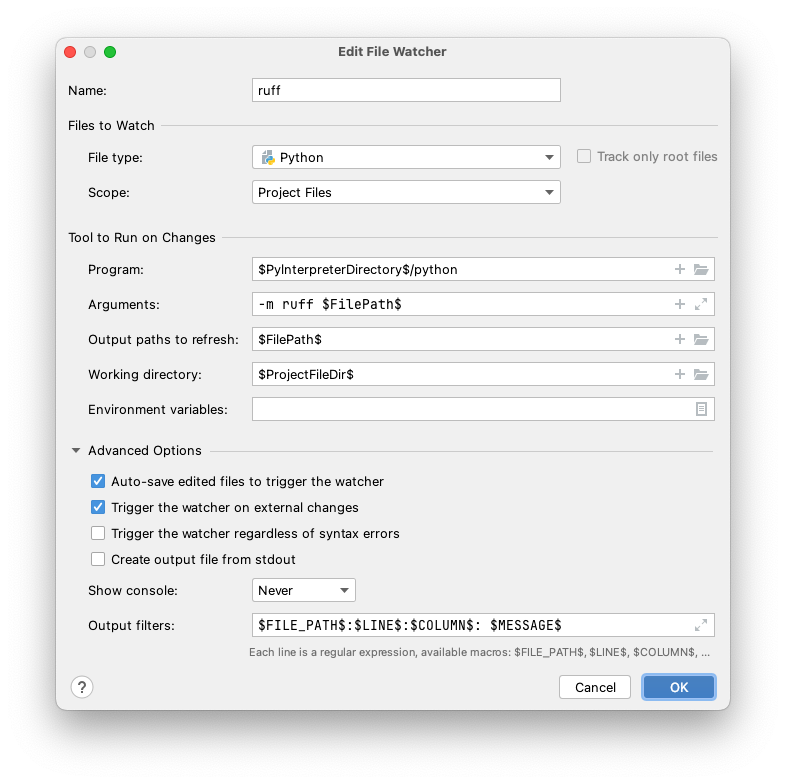 Edit File Watcher
Name: ruff
Files to Watch
File type: Python Track only root files
Scope: Project Files
Tool to Run on Changes
Program: $PyInterpreterDirectory$/python
Arguments: -m ruff $FilePath$
Output paths to refresh: $FilePath$
Working directory: $ProjectFileDir$
Environment variables:
Advanced Options
Auto-save edited files to trigger the watcher
Trigger the watcher on external changes
Trigger the watcher regardless of syntax errors
Create output file from stdout
Show console: Never
Output filters: $FILE_PATH$:$LINE$:$COLUMN$: $MESSAGE$
Each line is a regular expression, available macros: $FILE_PATH$, $LINE$, $COLUMN$, ...
? Cancel OK